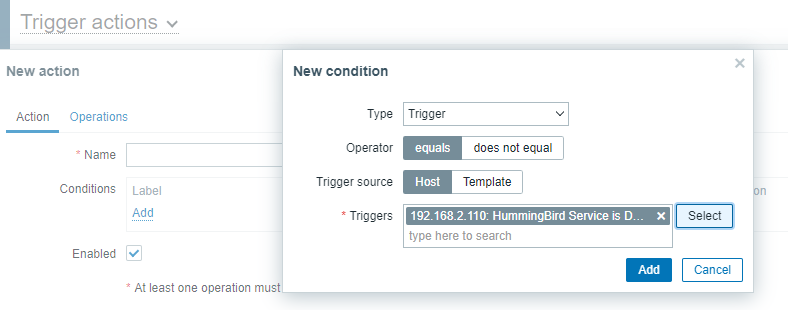 Trigger actions
New action
Action Operations
* Name
Conditions Label
Add
Enabled
* At least one operation must
New condition
Type Trigger
Operator equals does not equal
Trigger source Host Template
* Triggers 192.168.2.110: HummingBird Service is D... Select
type here to search
Add Cancel
on